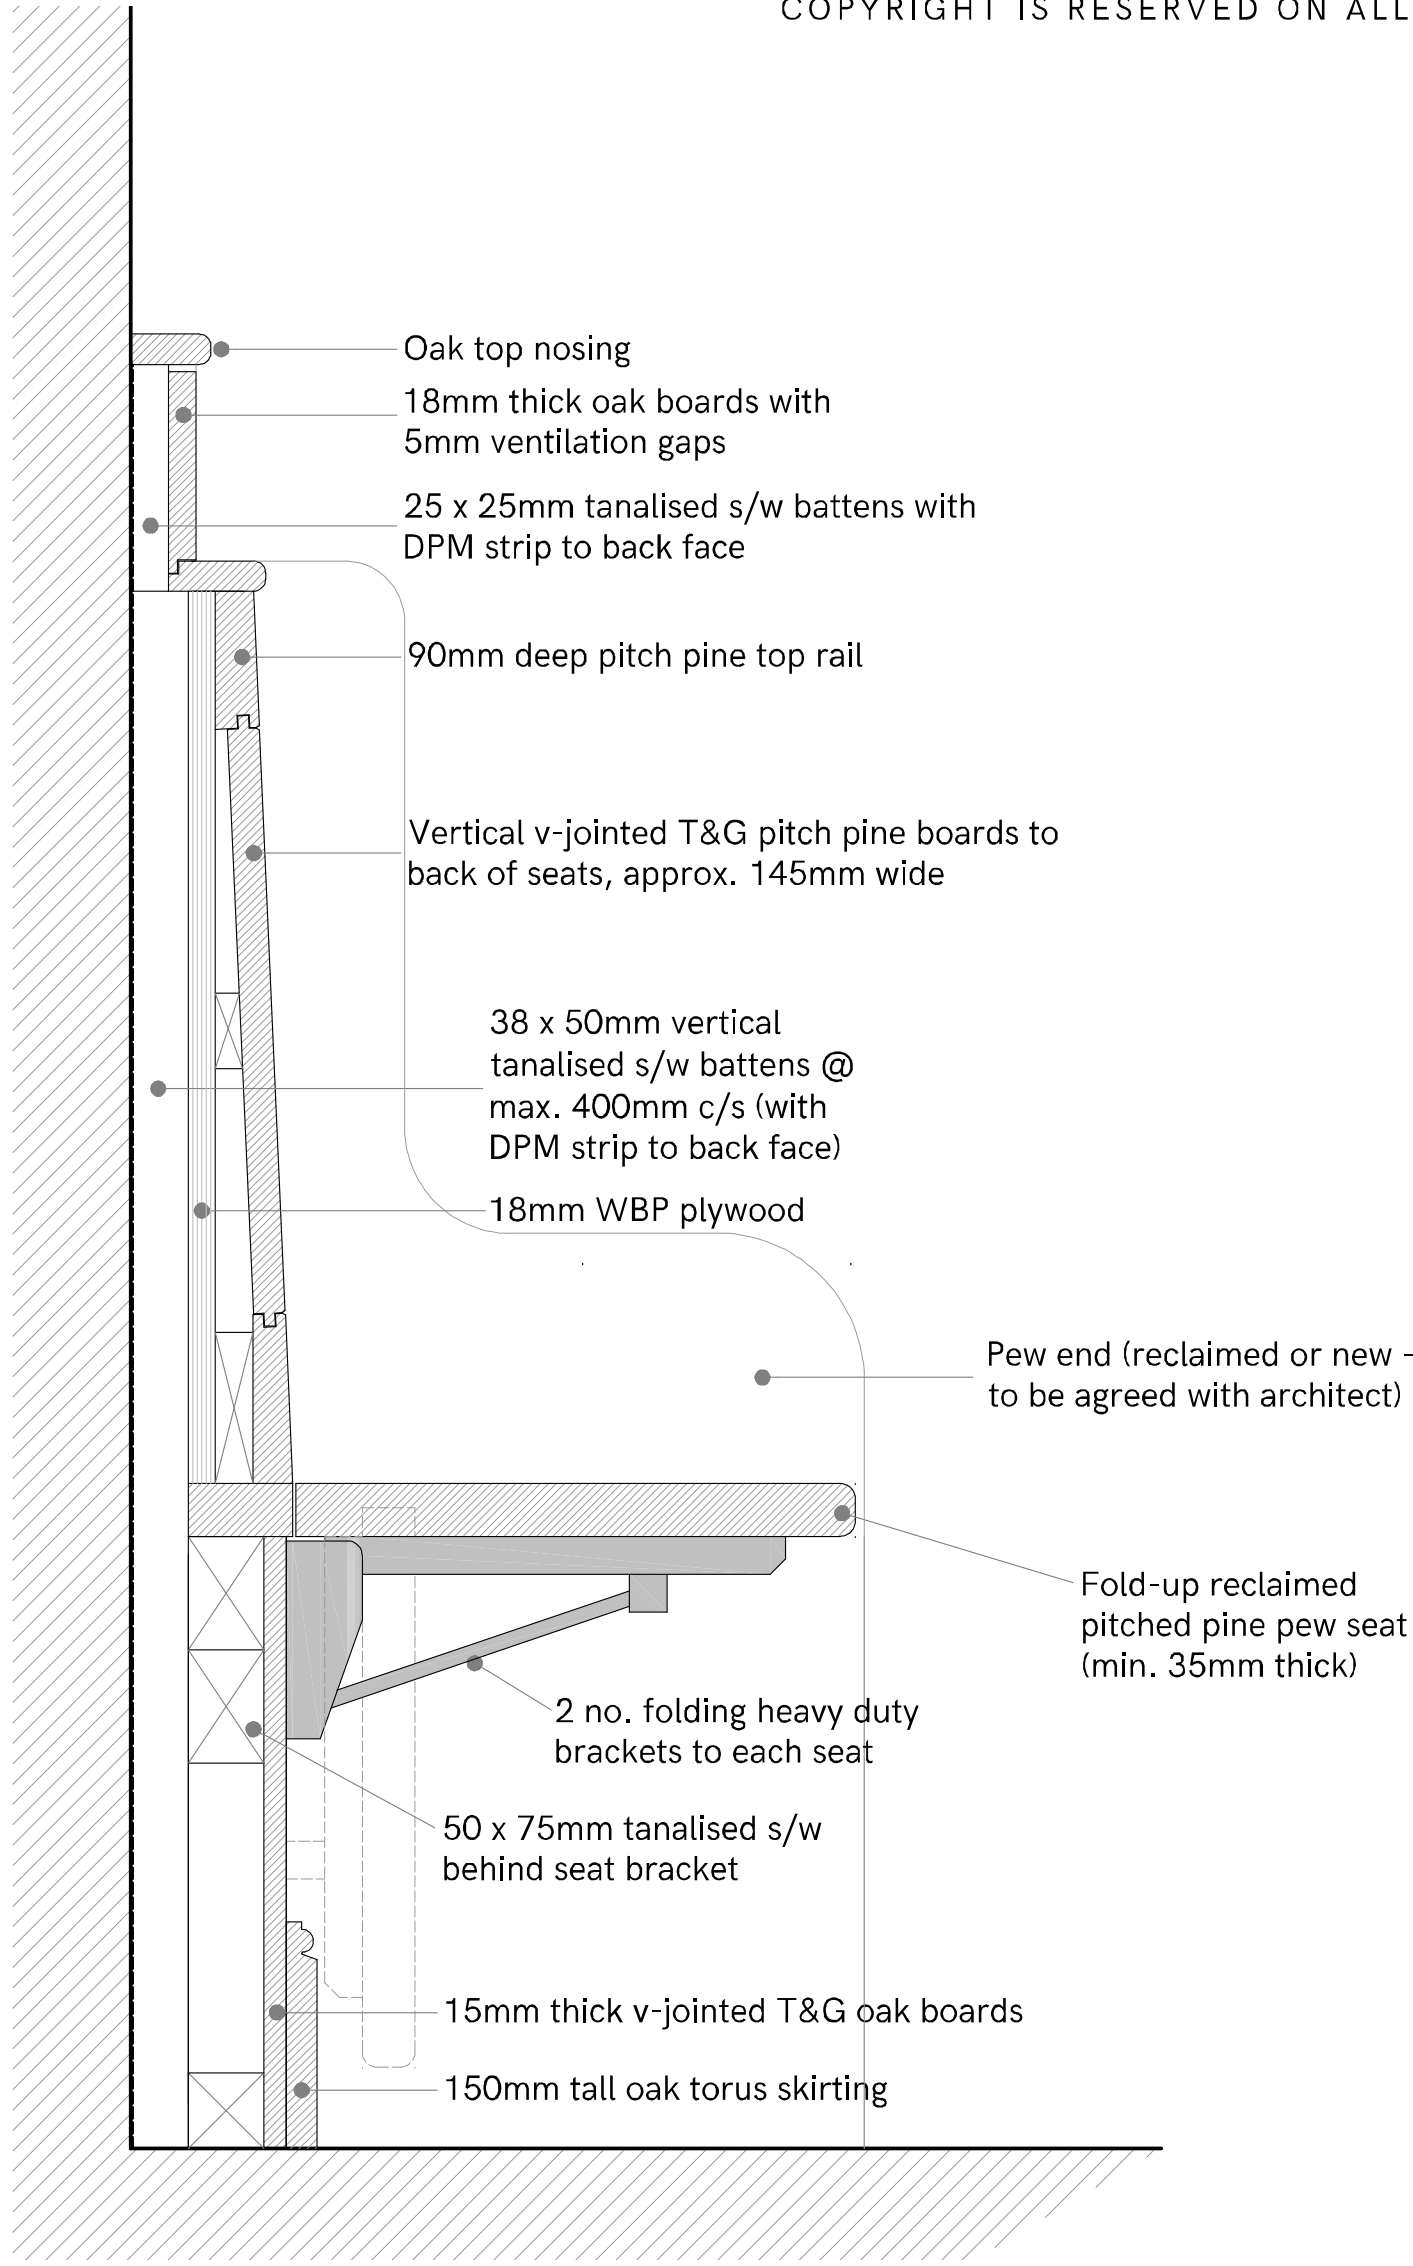 COPYRIGHT IS RESERVED ON ALL
Oak top nosing
18mm thick oak boards with
5mm ventilation gaps
25 x 25mm tanalised s/w battens with
DPM strip to back face
90mm deep pitch pine top rail
Vertical v-jointed T&G pitch pine boards to
back of seats, approx. 145mm wide
38 x 50mm vertical
tanalised s/w battens @
max. 400mm c/s (with
DPM strip to back face)
18mm WBP plywood
Pew end (reclaimed or new -
to be agreed with architect)
Fold-up reclaimed
pitched pine pew seat
(min. 35mm thick)
2 no. folding heavy duty
brackets to each seat
50 x 75mm tanalised s/w
behind seat bracket
15mm thick v-jointed T&G oak boards
150mm tall oak torus skirting